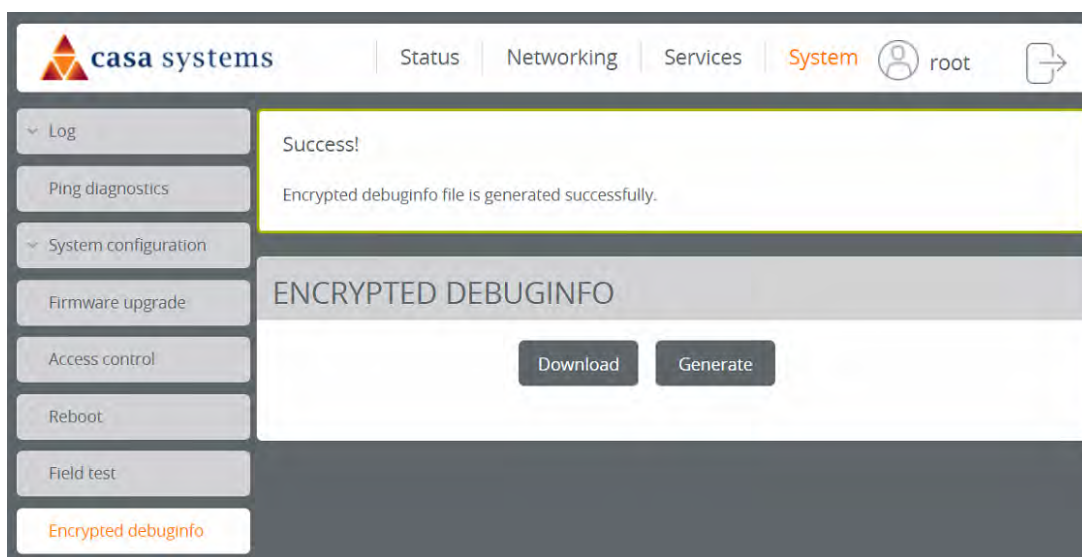 casa systems
Status
Networking
Services
System
root
Log
Ping diagnostics
System configuration
Firmware upgrade
Access control
Reboot
Field test
Encrypted debuginfo
Success!
Encrypted debuginfo file is generated successfully.
ENCRYPTED DEBUGINFO
Download
Generate